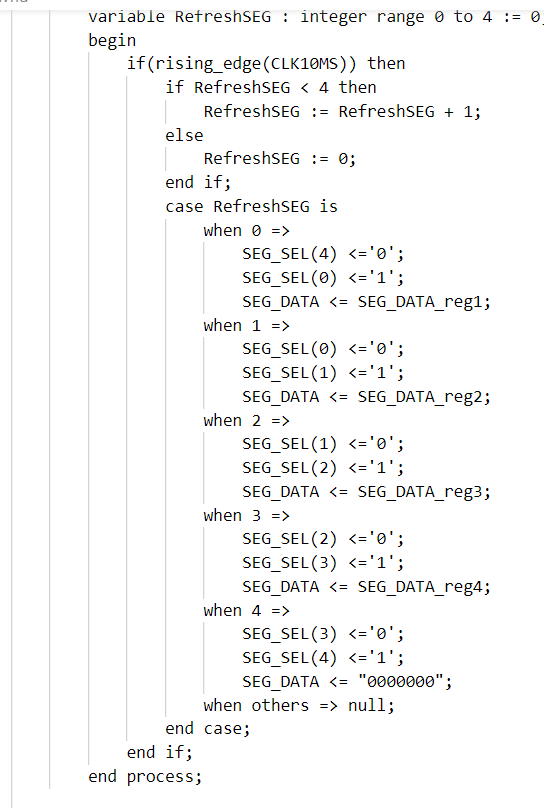 variable RefreshSEG : integer range 0 to 4 := 0;
begin
if(rising_edge(CLK10MS)) then
if RefreshSEG < 4 then
RefreshSEG := RefreshSEG + 1;
else
RefreshSEG := 0;
end if;
case RefreshSEG is
when 0 =>
SEG_SEL(4) <='0';
SEG_SEL(0) <='1';
SEG_DATA <= SEG_DATA_reg1;
when 1 =>
SEG_SEL(0) <='0';
SEG_SEL(1) <='1';
SEG_DATA <= SEG_DATA_reg2;
when 2 =>
SEG_SEL(1) <='0';
SEG_SEL(2) <='1';
SEG_DATA <= SEG_DATA_reg3;
when 3 =>
SEG_SEL(2) <='0';
SEG_SEL(3) <='1';
SEG_DATA <= SEG_DATA_reg4;
when 4 =>
SEG_SEL(3) <='0';
SEG_SEL(4) <='1';
SEG_DATA <= "0000000";
when others => null;
end case;
end if;
end process;